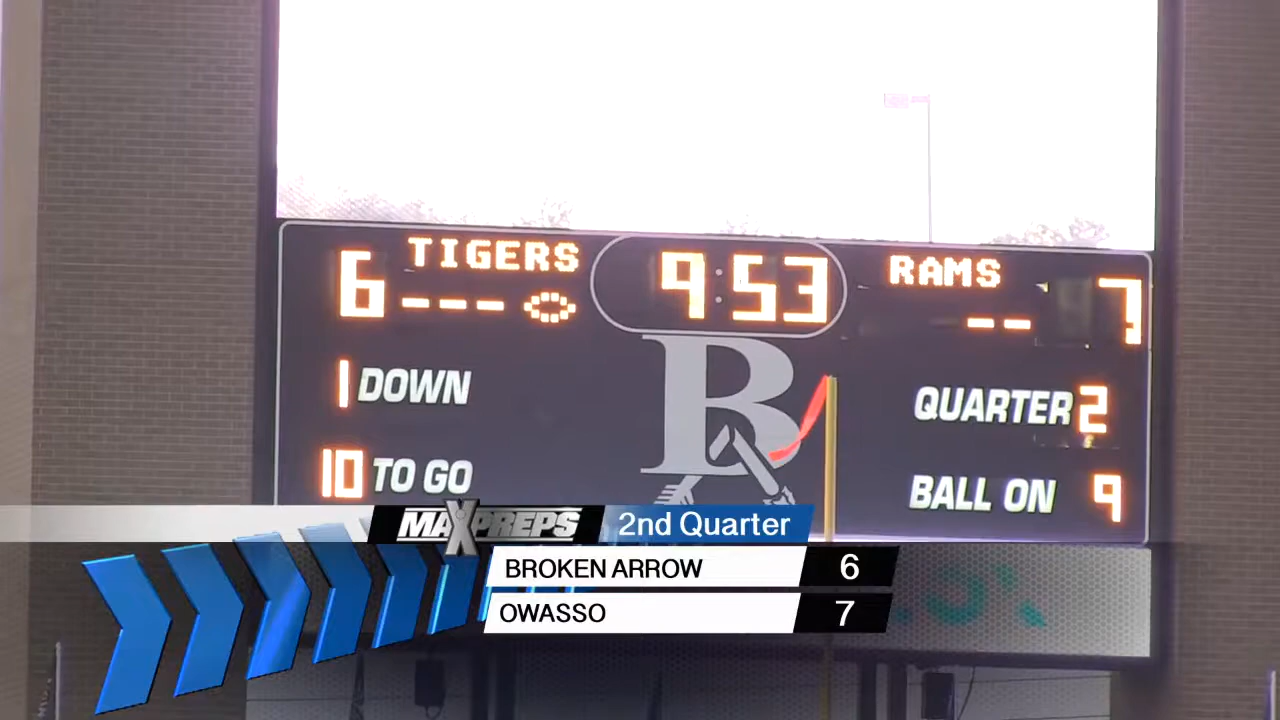 TIGERS
6
9:53
RAMS
7
1 DOWN
B
QUARTER 2
10 TO GO
BALL ON 9
MAXPREPS
2nd Quarter
BROKEN ARROW 6
OWASSO 7